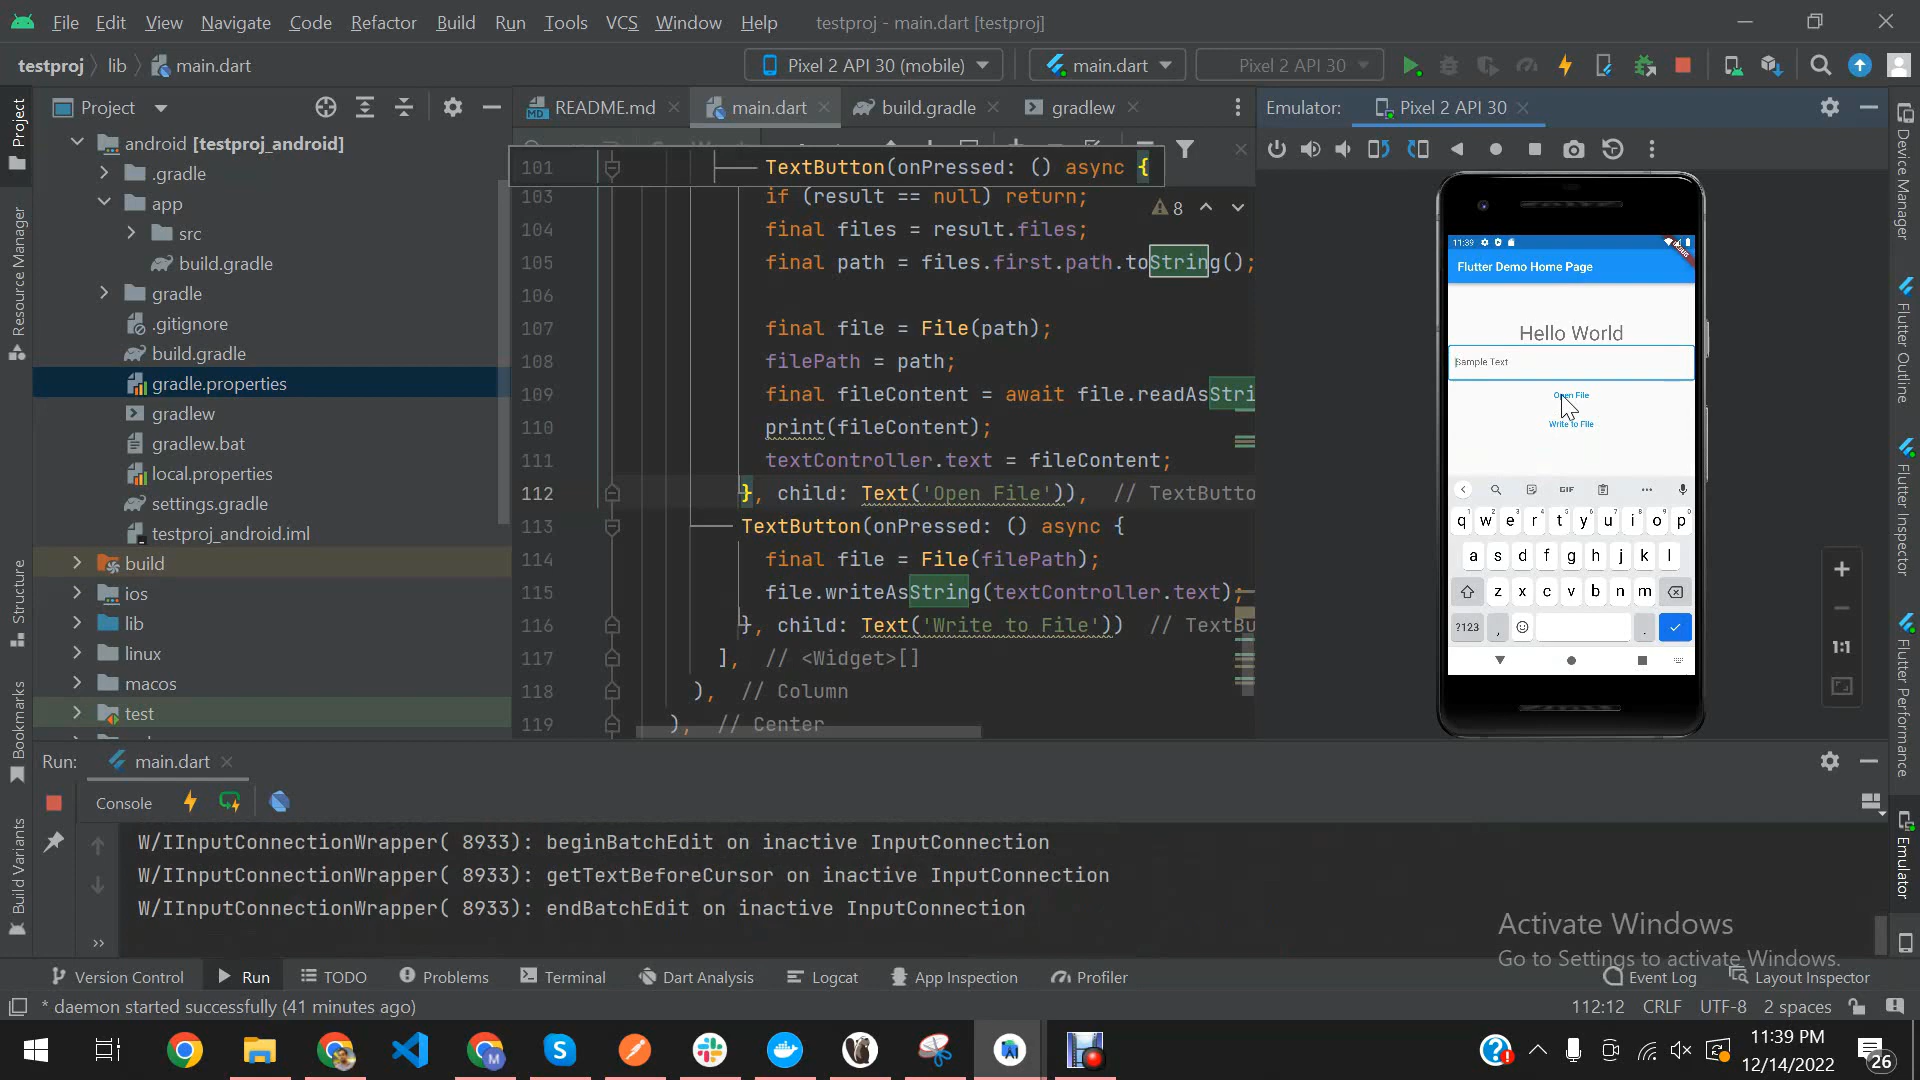 File Edit View Navigate Code Refactor Build Run Tools VCS Window Help testproj - main.dart [testproj]
testproj lib main.dart Pixel 2 API 30 (mobile) main.dart Pixel 2 API 30
Project README.md main.dart build.gradle gradlew Emulator: Pixel 2 API 30
android [testproj_android]
.gradle
app
src
build.gradle
gradle
.gitignore
build.gradle
gradle.properties
gradlew
gradlew.bat
local.properties
settings.gradle
testproj_android.iml
build
ios
lib
linux
macos
test
101 TextButton(onPressed: () async {
103 if (result == null) return;
8
104 final files = result.files;
105 final path = files.first.path.toString();
106
107 final file = File(path);
108 filePath = path;
109 final fileContent = await file.readAsStri
110 print(fileContent);
111 textController.text = fileContent;
112 }, child: Text('Open File')), // TextButto
113 TextButton(onPressed: () async {
114 final file = File(filePath);
115 file.writeAsString(textController.text);
116 }, child: Text('Write to File')) // TextBu
117 ], // <Widget>[]
118 ), // Column
119 ), // Center
11:39
Flutter Demo Home Page
Hello World
Sample Text
Open File
Write to File
GIF
q w e r t y u i o p
a s d f g h j k l
z x c v b n m
?123 , .
1:1
Project
Resource Manager
Structure
Bookmarks
Build Variants
Device Manager
Flutter Outline
Flutter Inspector
Flutter Performance
Emulator
Run: main.dart
Console
W/IInputConnectionWrapper( 8933): beginBatchEdit on inactive InputConnection
W/IInputConnectionWrapper( 8933): getTextBeforeCursor on inactive InputConnection
W/IInputConnectionWrapper( 8933): endBatchEdit on inactive InputConnection
Activate Windows
Go to Settings to activate Windows.
Version Control Run TODO Problems Terminal Dart Analysis Logcat App Inspection Profiler Event Log Layout Inspector
* daemon started successfully (41 minutes ago) 112:12 CRLF UTF-8 2 spaces
11:39 PM
12/14/2022
26